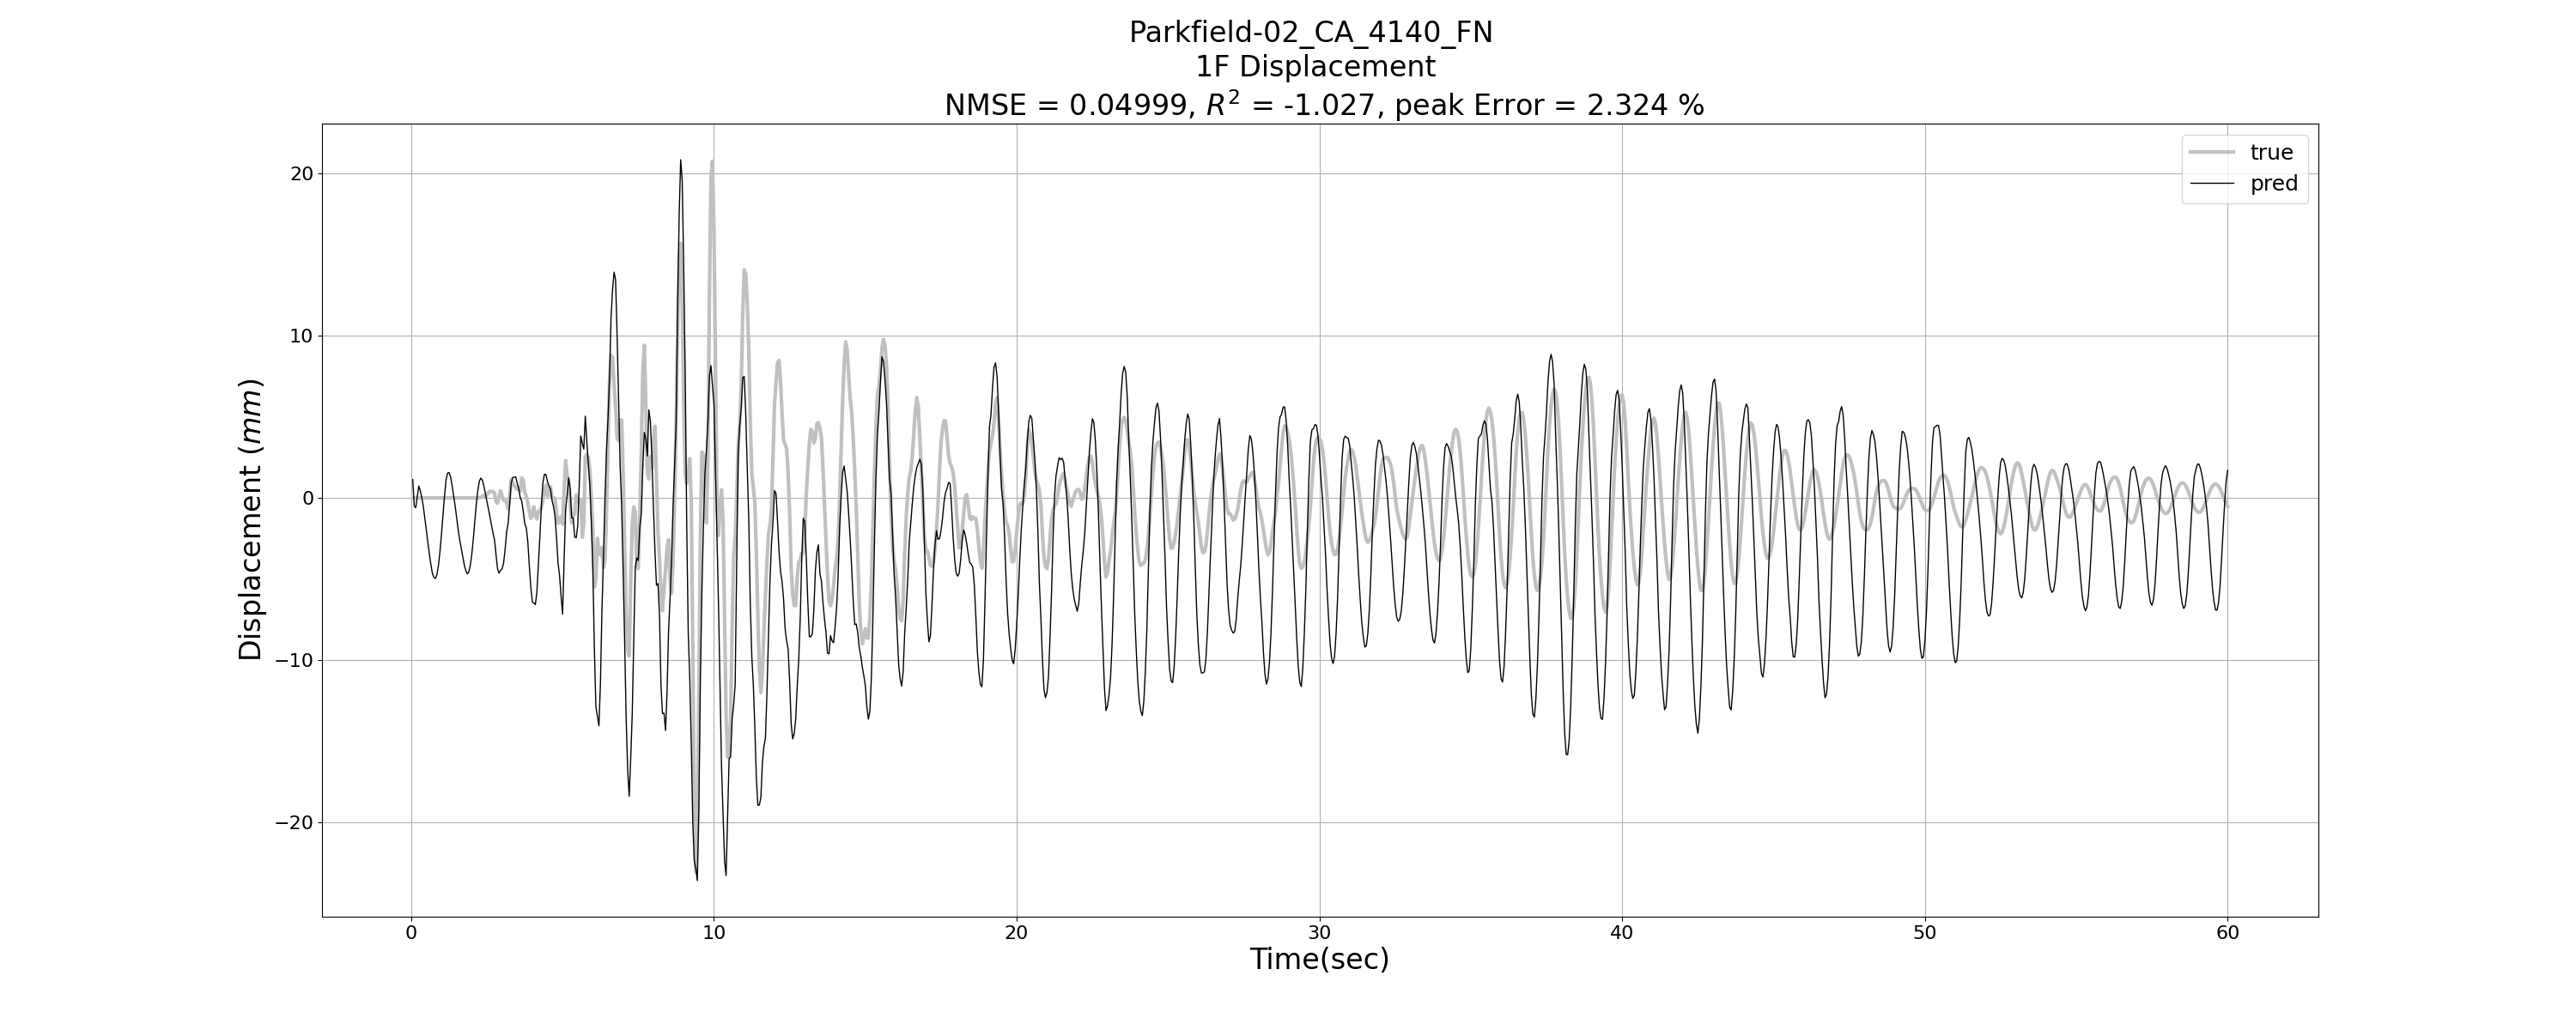 Parkfield-02_CA_4140_FN
1F Displacement
NMSE = 0.04999, R² = -1.027, peak Error = 2.324 %
true
pred
Displacement (mm)
20
10
0
−10
−20
0 10 20 30 40 50 60
Time(sec)